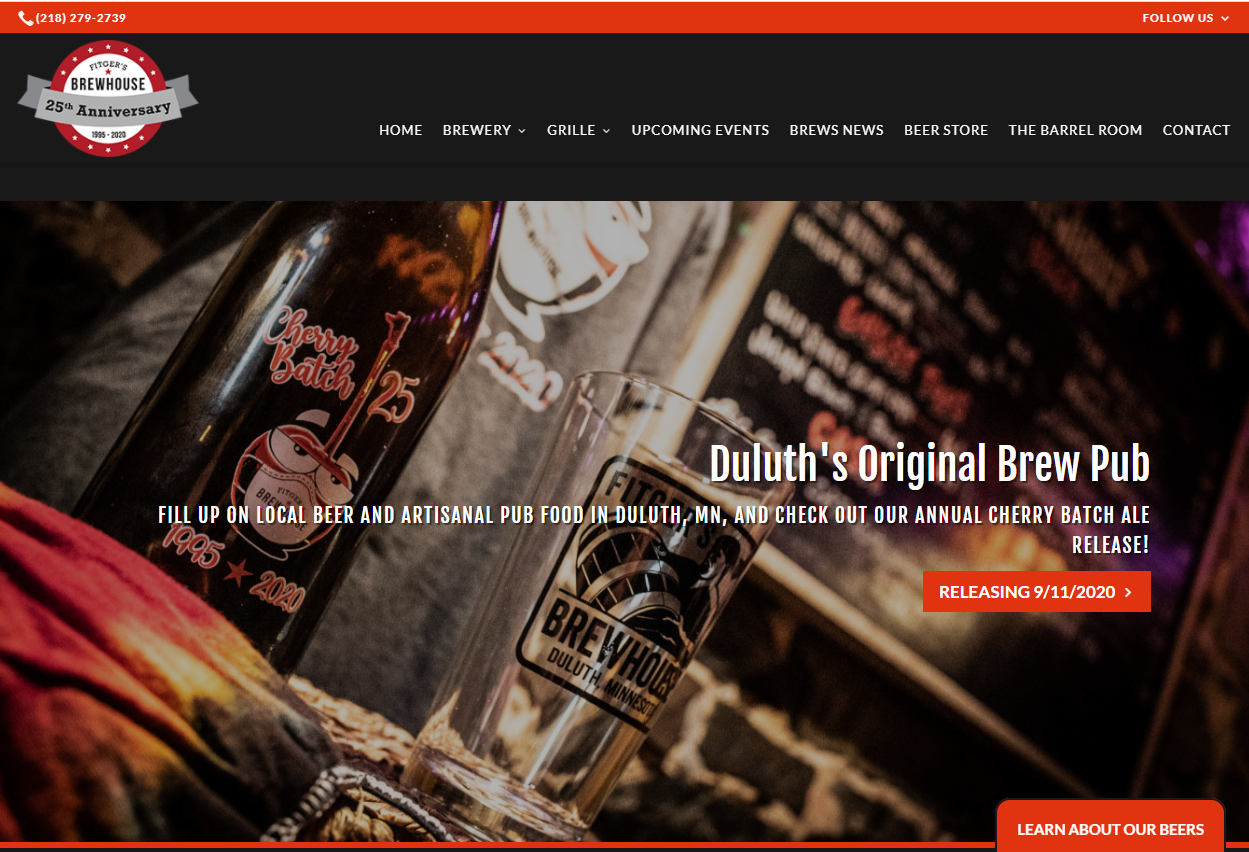 (218) 279-2739
FOLLOW US
FITGER'S
BREWHOUSE
25th Anniversary
1995 - 2020
HOME BREWERY GRILLE UPCOMING EVENTS BREWS NEWS BEER STORE THE BARREL ROOM CONTACT
Cherry
Batch 25
2020
FITGER'S
BREW
1995 ★ 2020
Duluth's Original Brew Pub
FILL UP ON LOCAL BEER AND ARTISANAL PUB FOOD IN DULUTH, MN, AND CHECK OUT OUR ANNUAL CHERRY BATCH ALE
RELEASE!
RELEASING 9/11/2020
FITGER'S
BREWHOUSE
DULUTH, MINNESOTA
LEARN ABOUT OUR BEERS